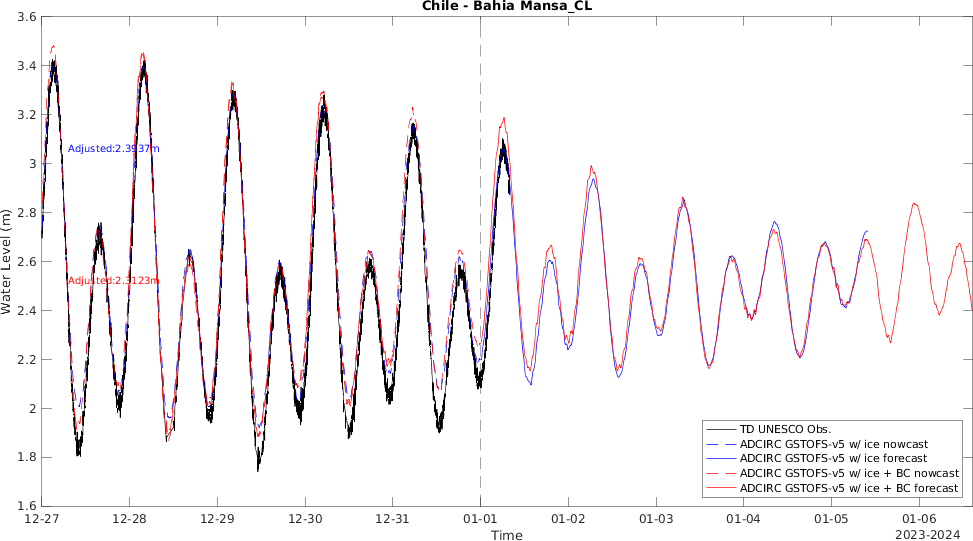 Chile - Bahia Mansa_CL
3.6
3.4
3.2
3
2.8
2.6
2.4
2.2
2
1.8
1.6
Water Level (m)
Adjusted:2.3937m
Adjusted:2.3123m
TD UNESCO Obs.
ADCIRC GSTOFS-v5 w/ ice nowcast
ADCIRC GSTOFS-v5 w/ ice forecast
ADCIRC GSTOFS-v5 w/ ice + BC nowcast
ADCIRC GSTOFS-v5 w/ ice + BC forecast
12-27 12-28 12-29 12-30 12-31 01-01 01-02 01-03 01-04 01-05 01-06
Time
2023-2024